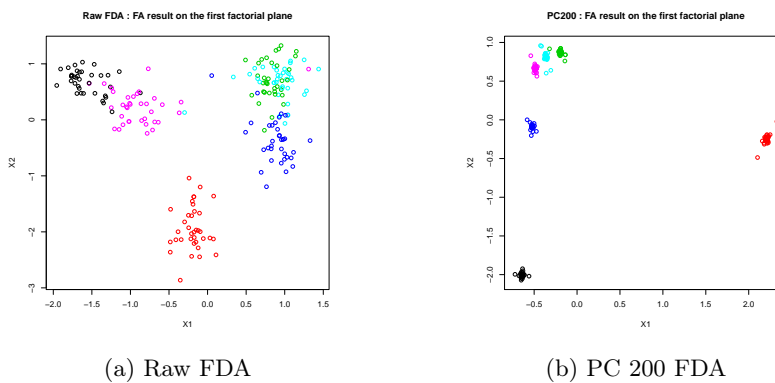 Raw FDA : FA result on the first factorial plane
X2
1
0
−1
−2
−3
−2.0 −1.5 −1.0 −0.5 0.0 0.5 1.0 1.5
X1
(a) Raw FDA
PC200 : FA result on the first factorial plane
X2
1.0
0.5
0.0
−0.5
−1.0
−1.5
−2.0
−0.5 0.0 0.5 1.0 1.5 2.0
X1
(b) PC 200 FDA